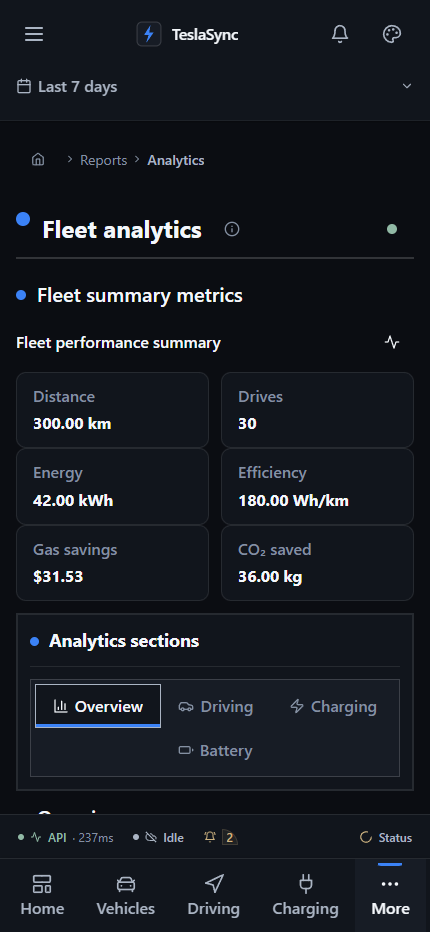 TeslaSync
Last 7 days
Reports > Analytics
Fleet analytics
Fleet summary metrics
Fleet performance summary
Distance
300.00 km
Drives
30
Energy
42.00 kWh
Efficiency
180.00 Wh/km
Gas savings
$31.53
CO₂ saved
36.00 kg
Analytics sections
Overview
Driving
Charging
Battery
API · 237ms
Idle
2
Status
Home
Vehicles
Driving
Charging
More